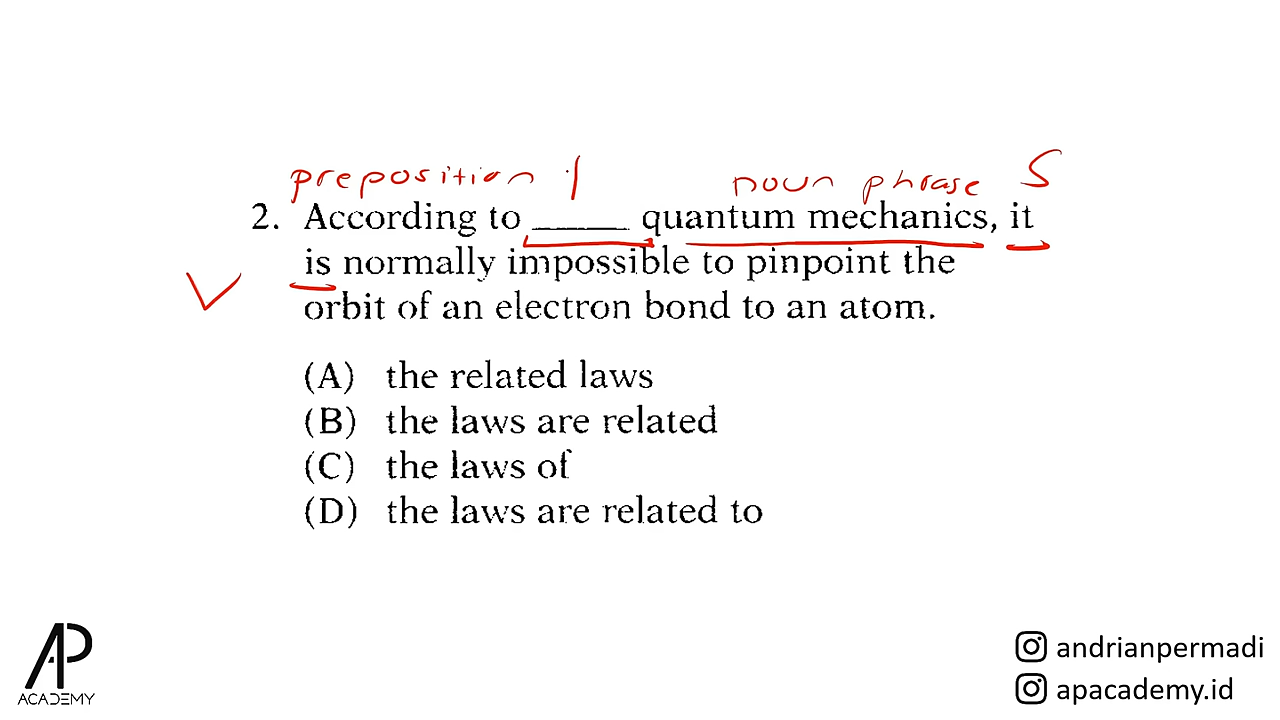 preposition
noun phrase S
2. According to _____ quantum mechanics, it
is normally impossible to pinpoint the
V
orbit of an electron bond to an atom.
(A) the related laws
(B) the laws are related
(C) the laws of
(D) the laws are related to
AP
ACADEMY
andrianpermadi
apacademy.id